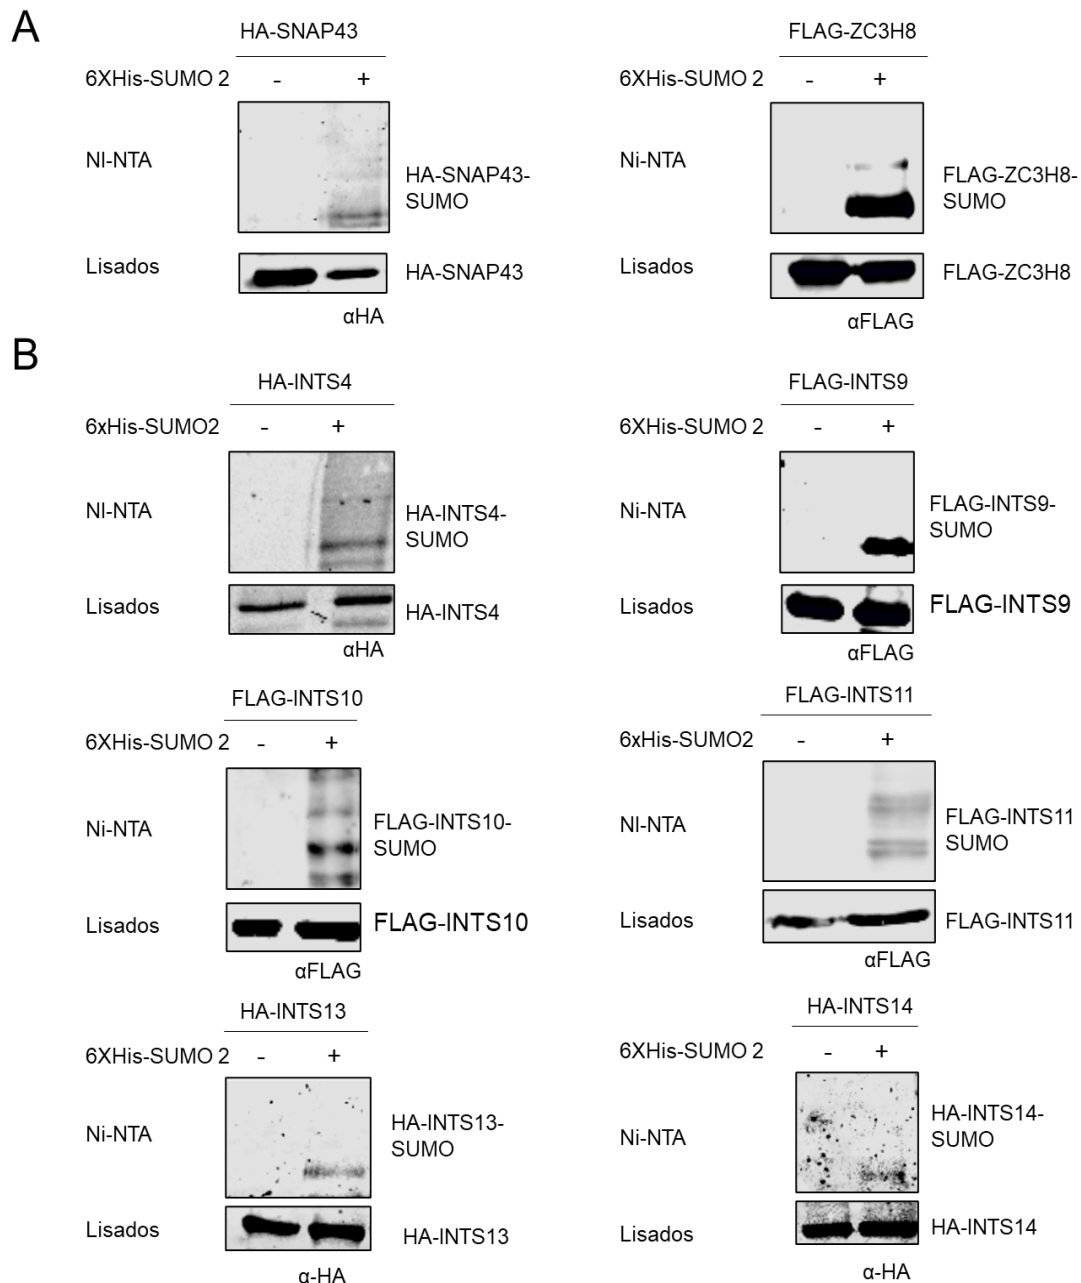 A
HA-SNAP43
6XHis-SUMO 2 - +
NI-NTA
HA-SNAP43-
SUMO
Lisados
HA-SNAP43
αHA
FLAG-ZC3H8
6XHis-SUMO 2 - +
Ni-NTA
FLAG-ZC3H8-
SUMO
Lisados
FLAG-ZC3H8
αFLAG
B
HA-INTS4
6xHis-SUMO2 - +
NI-NTA
HA-INTS4-
SUMO
Lisados
HA-INTS4
αHA
FLAG-INTS9
6XHis-SUMO 2 - +
Ni-NTA
FLAG-INTS9-
SUMO
Lisados
FLAG-INTS9
αFLAG
FLAG-INTS10
6XHis-SUMO 2 - +
Ni-NTA
FLAG-INTS10-
SUMO
Lisados
FLAG-INTS10
αFLAG
FLAG-INTS11
6xHis-SUMO2 - +
NI-NTA
FLAG-INTS11
SUMO
Lisados
FLAG-INTS11
αFLAG
HA-INTS13
6XHis-SUMO 2 - +
Ni-NTA
HA-INTS13-
SUMO
Lisados
HA-INTS13
α-HA
HA-INTS14
6XHis-SUMO 2 - +
Ni-NTA
HA-INTS14-
SUMO
Lisados
HA-INTS14
α-HA